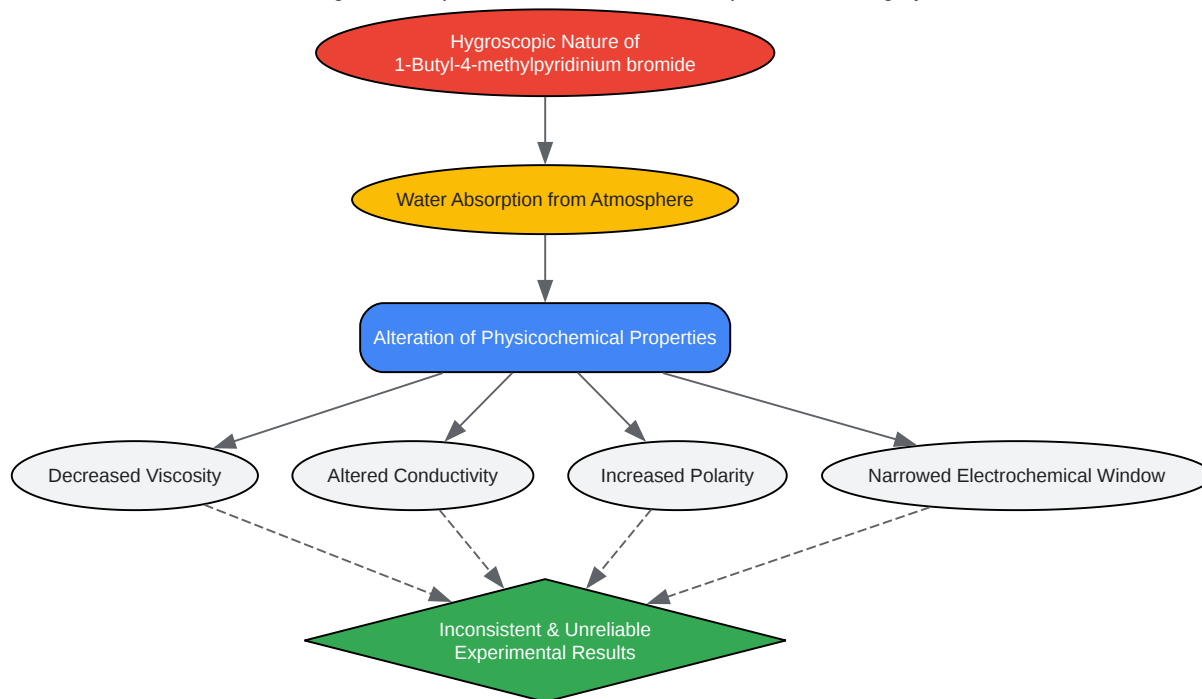 Hygroscopic Nature of
1-Butyl-4-methylpyridinium bromide
Water Absorption from Atmosphere
Alteration of Physicochemical Properties
Decreased Viscosity
Altered Conductivity
Increased Polarity
Narrowed Electrochemical Window
Inconsistent & Unreliable
Experimental Results